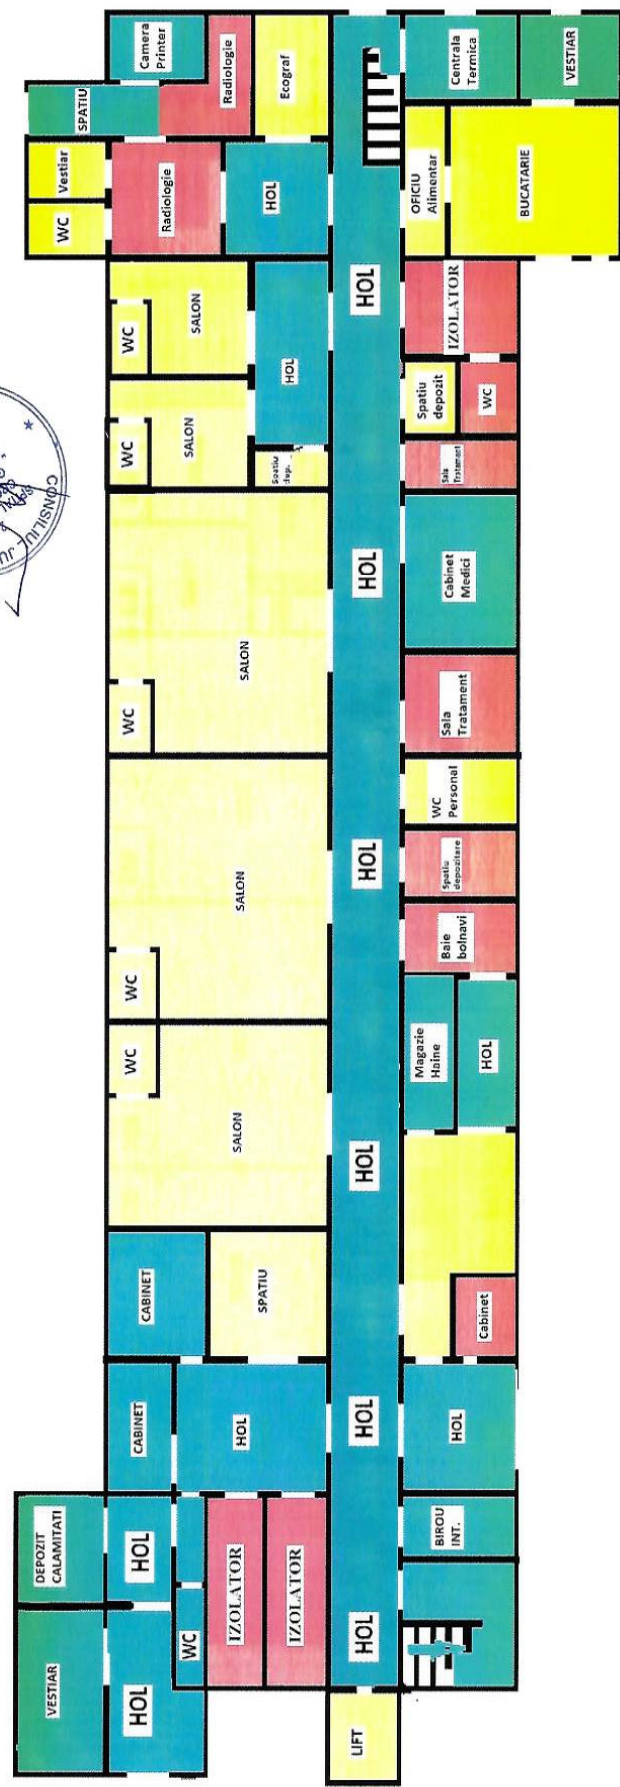 VESTIAR
DEPOZIT
CALAMITATI
WC
Vestiar
SPATIU
HOL
HOL
CABINET
CABINET
WC
WC
WC
WC
WC
Radiologie
Camera
Printer
WC
IZOLATOR
IZOLATOR
HOL
SPATIU
SALON
SALON
SALON
SALON
SALON
Spatiu
dep.
HOL
HOL
Radiologie
Ecograf
LIFT
HOL
HOL
HOL
HOL
HOL
HOL
BIROU
INT.
HOL
Cabinet
Magazie
Haine
HOL
Baie
bolnavi
Spatiu
depozitare
WC
Personal
Sala
Tratament
Cabinet
Medici
Sala
Tratament
Spatiu
depozit
WC
IZOLATOR
OFICIU
Alimentar
BUCATARIE
Centrala
Termica
VESTIAR
CONSILIU